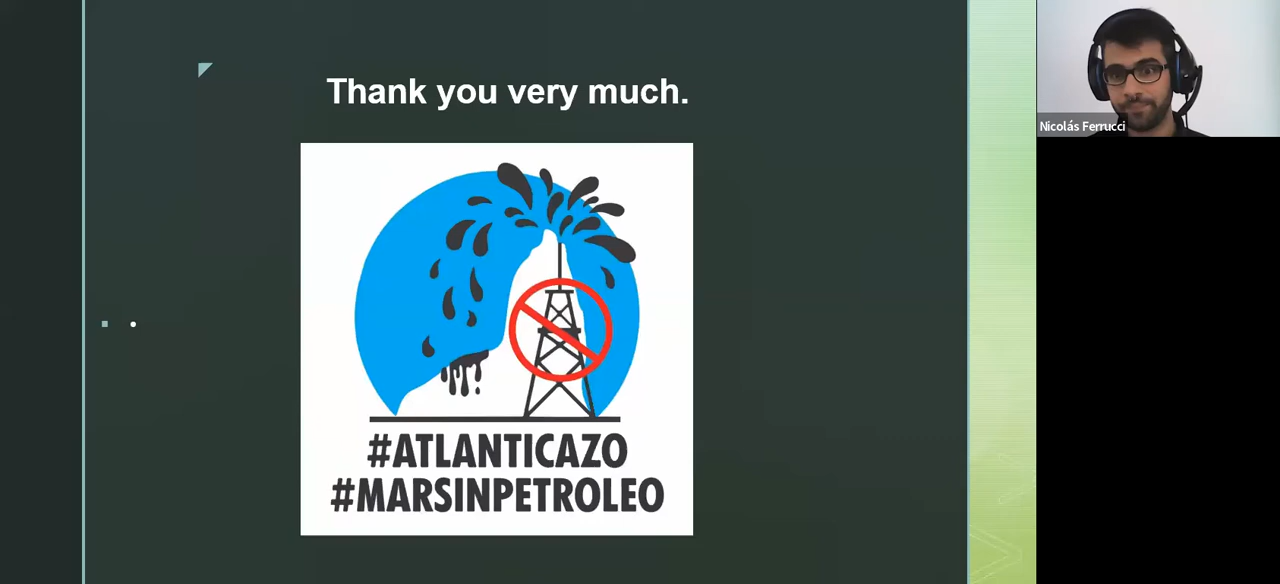 Thank you very much.
Nicolás Ferrucci
#ATLANTICAZO
#MARSINPETROLEO